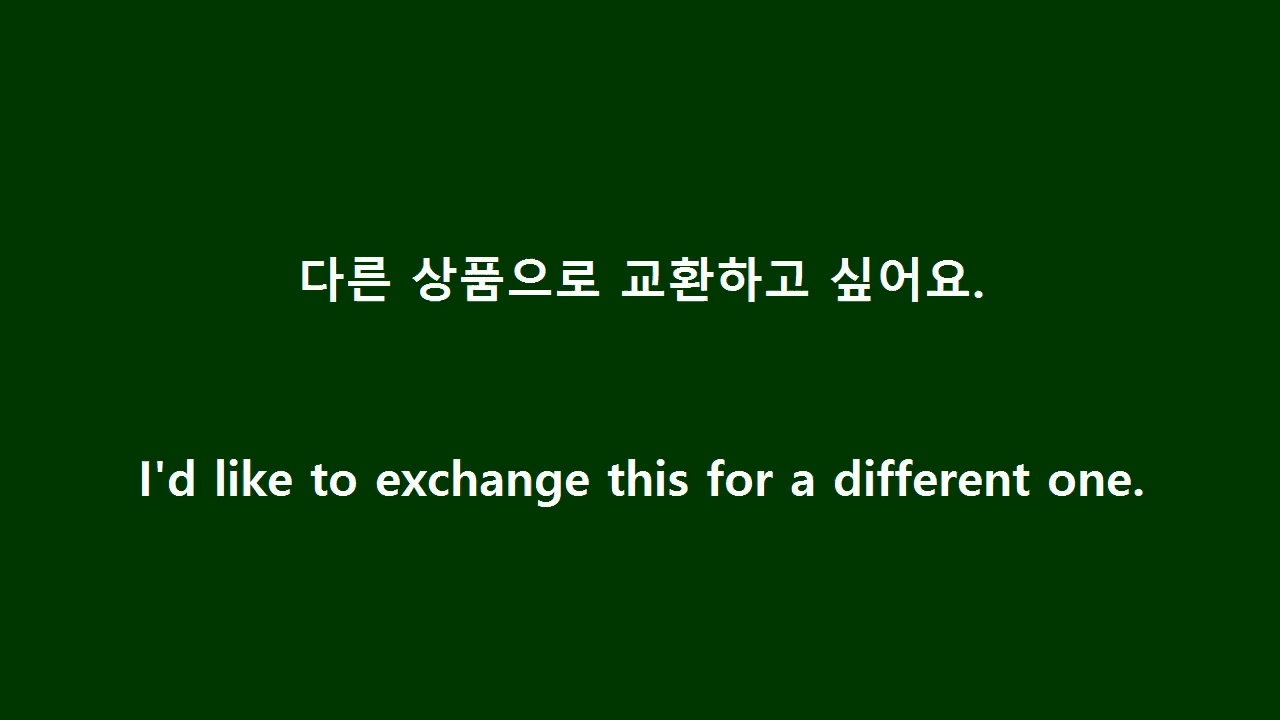 다른 상품으로 교환하고 싶어요.
I'd like to exchange this for a different one.